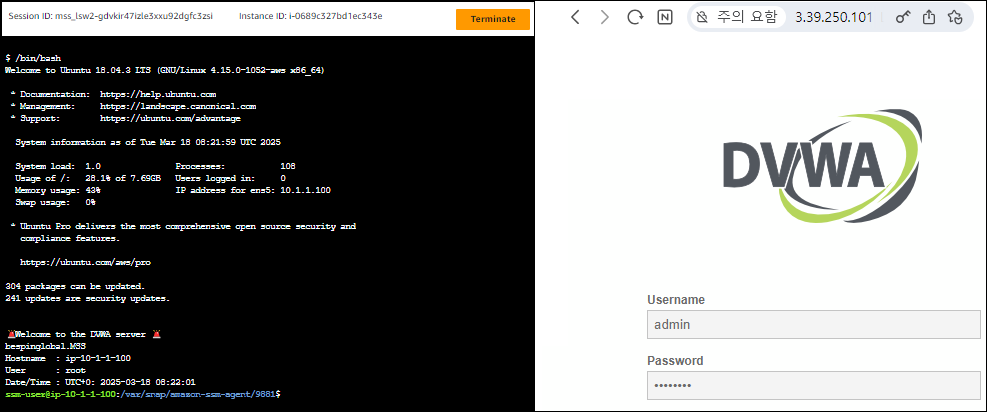 Session ID: mss_lsw2-gdvkir47izle3xxu92dgfc3zsi Instance ID: i-0689c327bd1ec343e Terminate
$ /bin/bash
Welcome to Ubuntu 18.04.3 LTS (GNU/Linux 4.15.0-1052-aws x86_64)
* Documentation: https://help.ubuntu.com
* Management: https://landscape.canonical.com
* Support: https://ubuntu.com/advantage
System information as of Tue Mar 18 08:21:59 UTC 2025
System load: 1.0 Processes: 108
Usage of /: 28.1% of 7.69GB Users logged in: 0
Memory usage: 43% IP address for ens5: 10.1.1.100
Swap usage: 0%
* Ubuntu Pro delivers the most comprehensive open source security and
compliance features.
https://ubuntu.com/aws/pro
304 packages can be updated.
241 updates are security updates.
🚨Welcome to the DVWA server 🚨
bespinglobal.MSS
Hostname : ip-10-1-1-100
User : root
Date/Time : UTC+0: 2025-03-18 08:22:01
ssm-user@ip-10-1-1-100:/var/snap/amazon-ssm-agent/9881$
N 주의 요함 3.39.250.101
DVWA
Username
admin
Password
••••••••